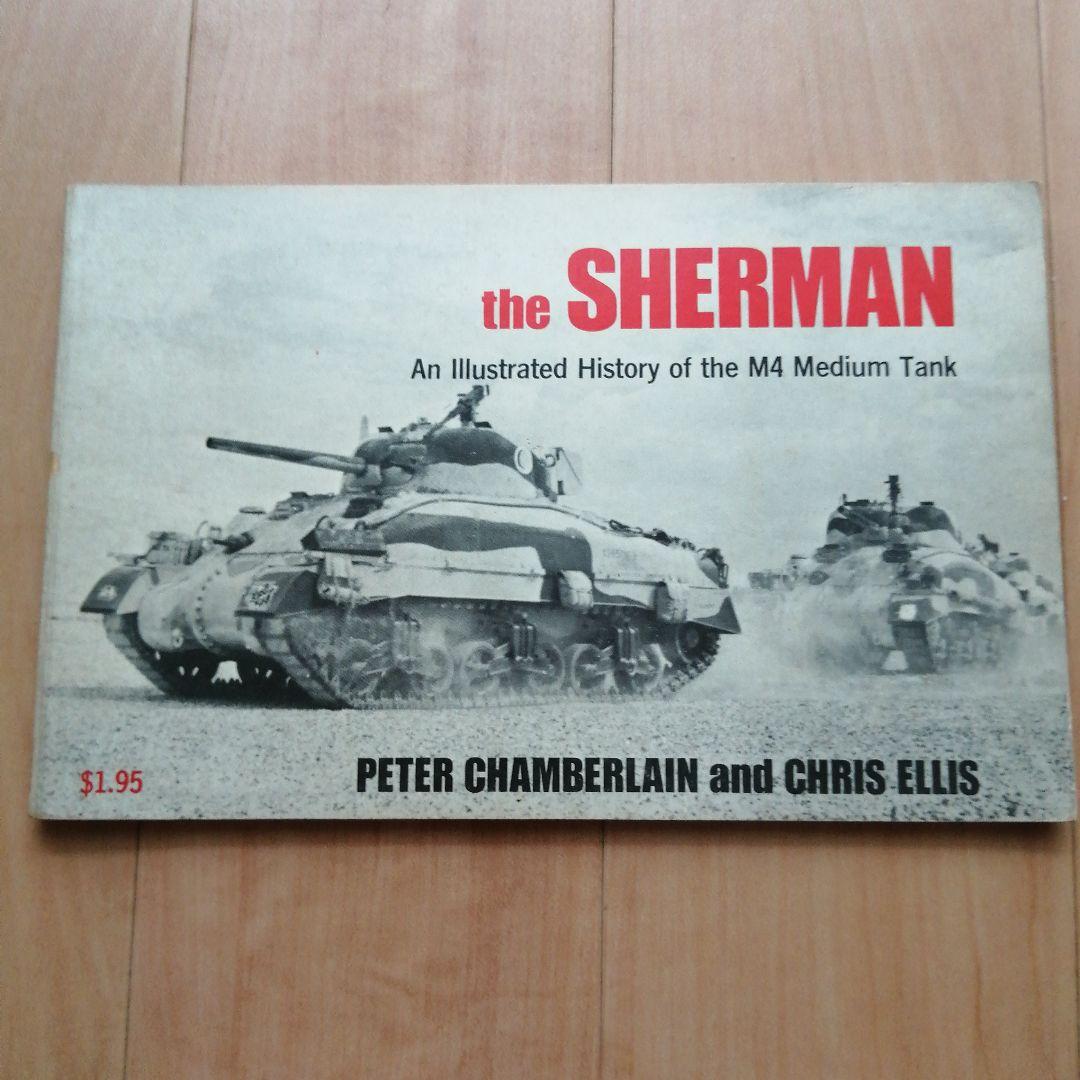 the SHERMAN
An Illustrated History of the M4 Medium Tank
$1.95
PETER CHAMBERLAIN and CHRIS ELLIS